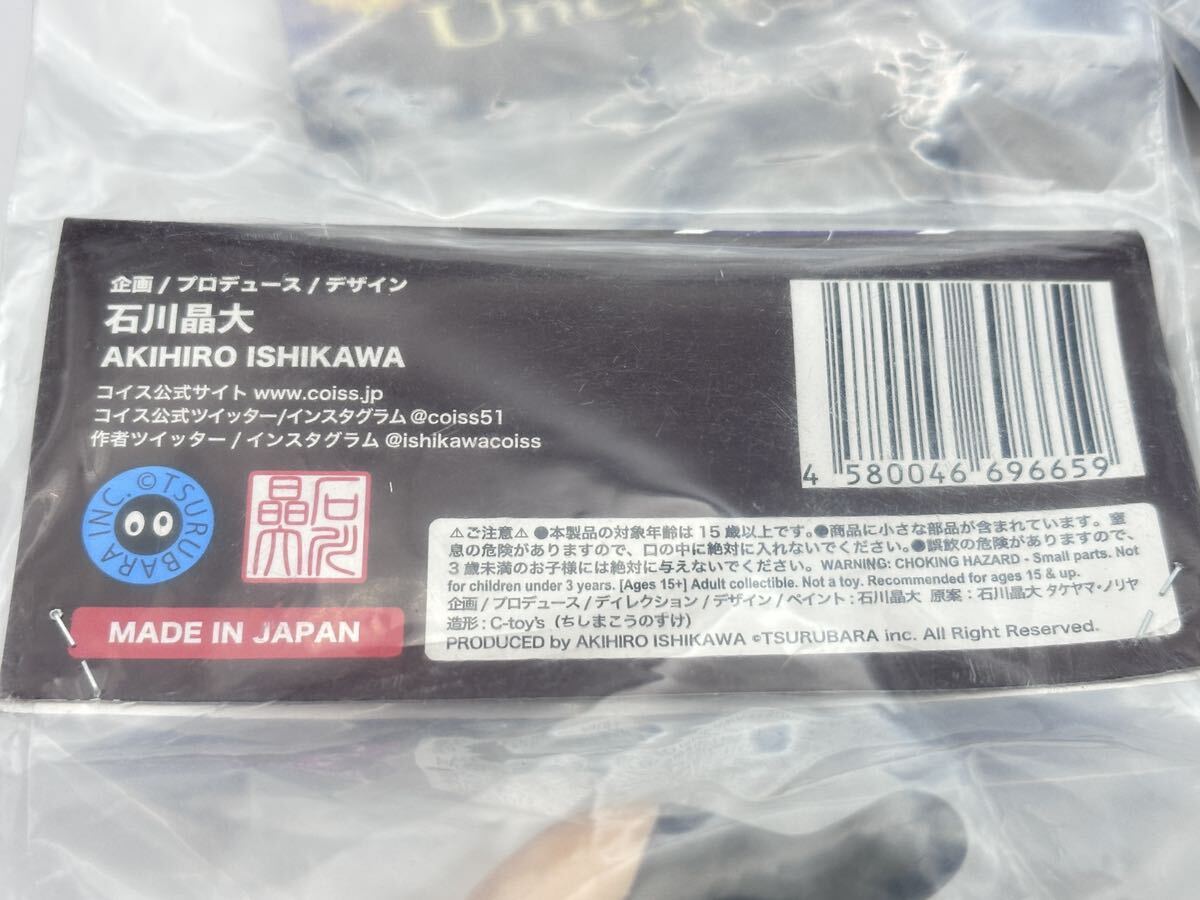 企画 / プロデュース / デザイン
石川晶大
AKIHIRO ISHIKAWA
コイス公式サイト www.coiss.jp
コイス公式ツイッター/インスタグラム @coiss51
作者ツイッター / インスタグラム @ishikawacoiss
©TSURUBARA INC.
石川晶大
MADE IN JAPAN
4 580046 696659
⚠ご注意⚠ ●本製品の対象年齢は 15 歳以上です。●商品に小さな部品が含まれています。窒
息の危険がありますので、口の中に絶対に入れないでください。●誤飲の危険がありますので、
3 歳未満のお子様には絶対に与えないでください。WARNING: CHOKING HAZARD - Small parts. Not
for children under 3 years. [Ages 15+] Adult collectible. Not a toy. Recommended for ages 15 & up.
企画 / プロデュース / ディレクション / デザイン / ペイント : 石川晶大 原案 : 石川晶大 タケヤマ・ノリヤ
造形 : C-toy's（ちしまこうのすけ）
PRODUCED by AKIHIRO ISHIKAWA ©TSURUBARA inc. All Right Reserved.